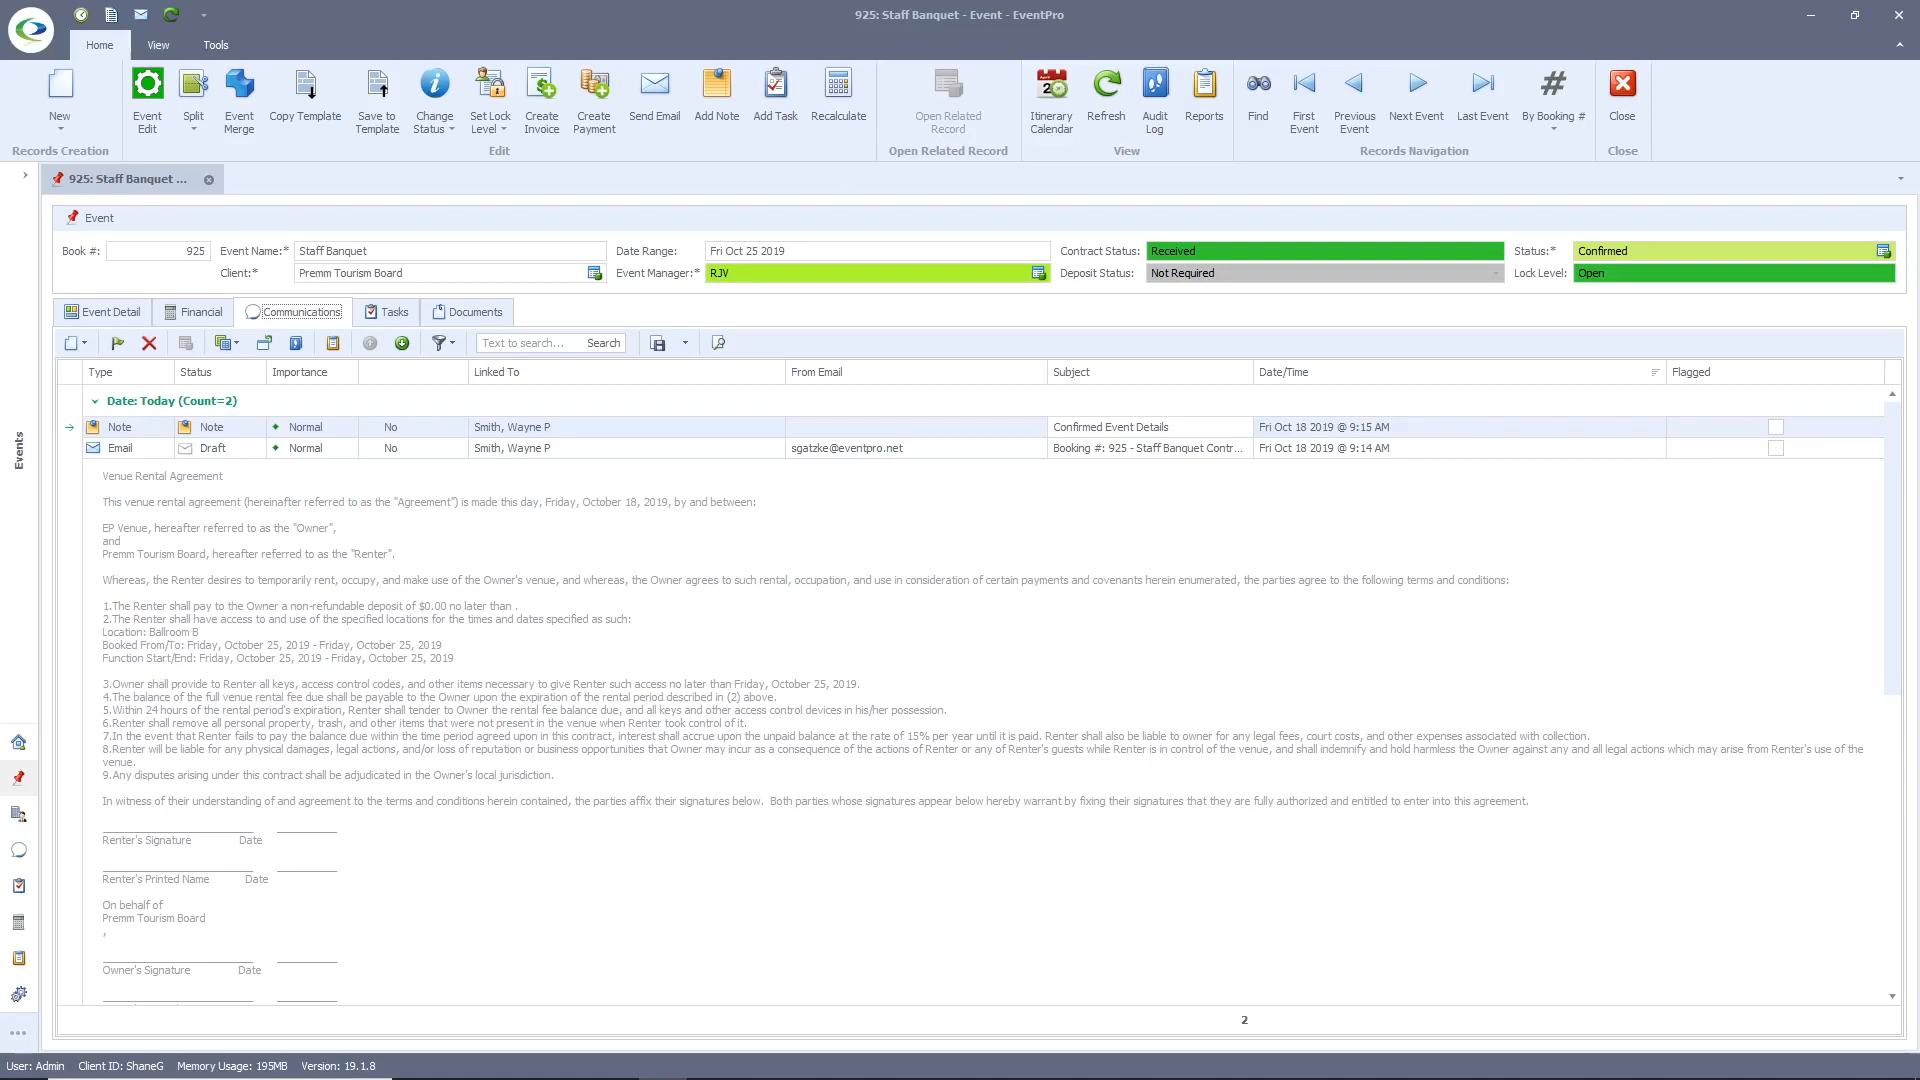 925: Staff Banquet - Event - EventPro
Home View Tools
New
Event Edit
Split
Event Merge
Copy Template
Save to Template
Change Status
Set Lock Level
Create Invoice
Create Payment
Send Email
Add Note
Add Task
Recalculate
Open Related Record
Itinerary Calendar
Refresh
Audit Log
Reports
Find
First Event
Previous Event
Next Event
Last Event
By Booking #
Close
Records Creation Edit Open Related Record View Records Navigation Close
925: Staff Banquet ...
Event
Book #: 925 Event Name:* Staff Banquet Date Range: Fri Oct 25 2019 Contract Status: Received Status:* Confirmed
Client:* Premm Tourism Board Event Manager:* RJV Deposit Status: Not Required Lock Level: Open
Event Detail Financial Communications Tasks Documents
Text to search... Search
Type Status Importance Linked To From Email Subject Date/Time Flagged
Date: Today (Count=2)
Note Note Normal No Smith, Wayne P Confirmed Event Details Fri Oct 18 2019 @ 9:15 AM
Email Draft Normal No Smith, Wayne P sgatzke@eventpro.net Booking #: 925 - Staff Banquet Contr... Fri Oct 18 2019 @ 9:14 AM
Events
Venue Rental Agreement
This venue rental agreement (hereinafter referred to as the "Agreement") is made this day, Friday, October 18, 2019, by and between:
EP Venue, hereafter referred to as the "Owner",
and
Premm Tourism Board, hereafter referred to as the "Renter".
Whereas, the Renter desires to temporarily rent, occupy, and make use of the Owner's venue, and whereas, the Owner agrees to such rental, occupation, and use in consideration of certain payments and covenants herein enumerated, the parties agree to the following terms and conditions:
1.The Renter shall pay to the Owner a non-refundable deposit of $0.00 no later than .
2.The Renter shall have access to and use of the specified locations for the times and dates specified as such:
Location: Ballroom B
Booked From/To: Friday, October 25, 2019 - Friday, October 25, 2019
Function Start/End: Friday, October 25, 2019 - Friday, October 25, 2019
3.Owner shall provide to Renter all keys, access control codes, and other items necessary to give Renter such access no later than Friday, October 25, 2019.
4.The balance of the full venue rental fee due shall be payable to the Owner upon the expiration of the rental period described in (2) above.
5.Within 24 hours of the rental period's expiration, Renter shall tender to Owner the rental fee balance due, and all keys and other access control devices in his/her possession.
6.Renter shall remove all personal property, trash, and other items that were not present in the venue when Renter took control of it.
7.In the event that Renter fails to pay the balance due within the time period agreed upon in this contract, interest shall accrue upon the unpaid balance at the rate of 15% per year until it is paid. Renter shall also be liable to owner for any legal fees, court costs, and other expenses associated with collection.
8.Renter will be liable for any physical damages, legal actions, and/or loss of reputation or business opportunities that Owner may incur as a consequence of the actions of Renter or any of Renter's guests while Renter is in control of the venue, and shall indemnify and hold harmless the Owner against any and all legal actions which may arise from Renter's use of the
venue.
9.Any disputes arising under this contract shall be adjudicated in the Owner's local jurisdiction.
In witness of their understanding of and agreement to the terms and conditions herein contained, the parties affix their signatures below. Both parties whose signatures appear below hereby warrant by fixing their signatures that they are fully authorized and entitled to enter into this agreement.
Renter's Signature Date
Renter's Printed Name Date
On behalf of
Premm Tourism Board
,
Owner's Signature Date
2
User: Admin Client ID: ShaneG Memory Usage: 195MB Version: 19.1.8